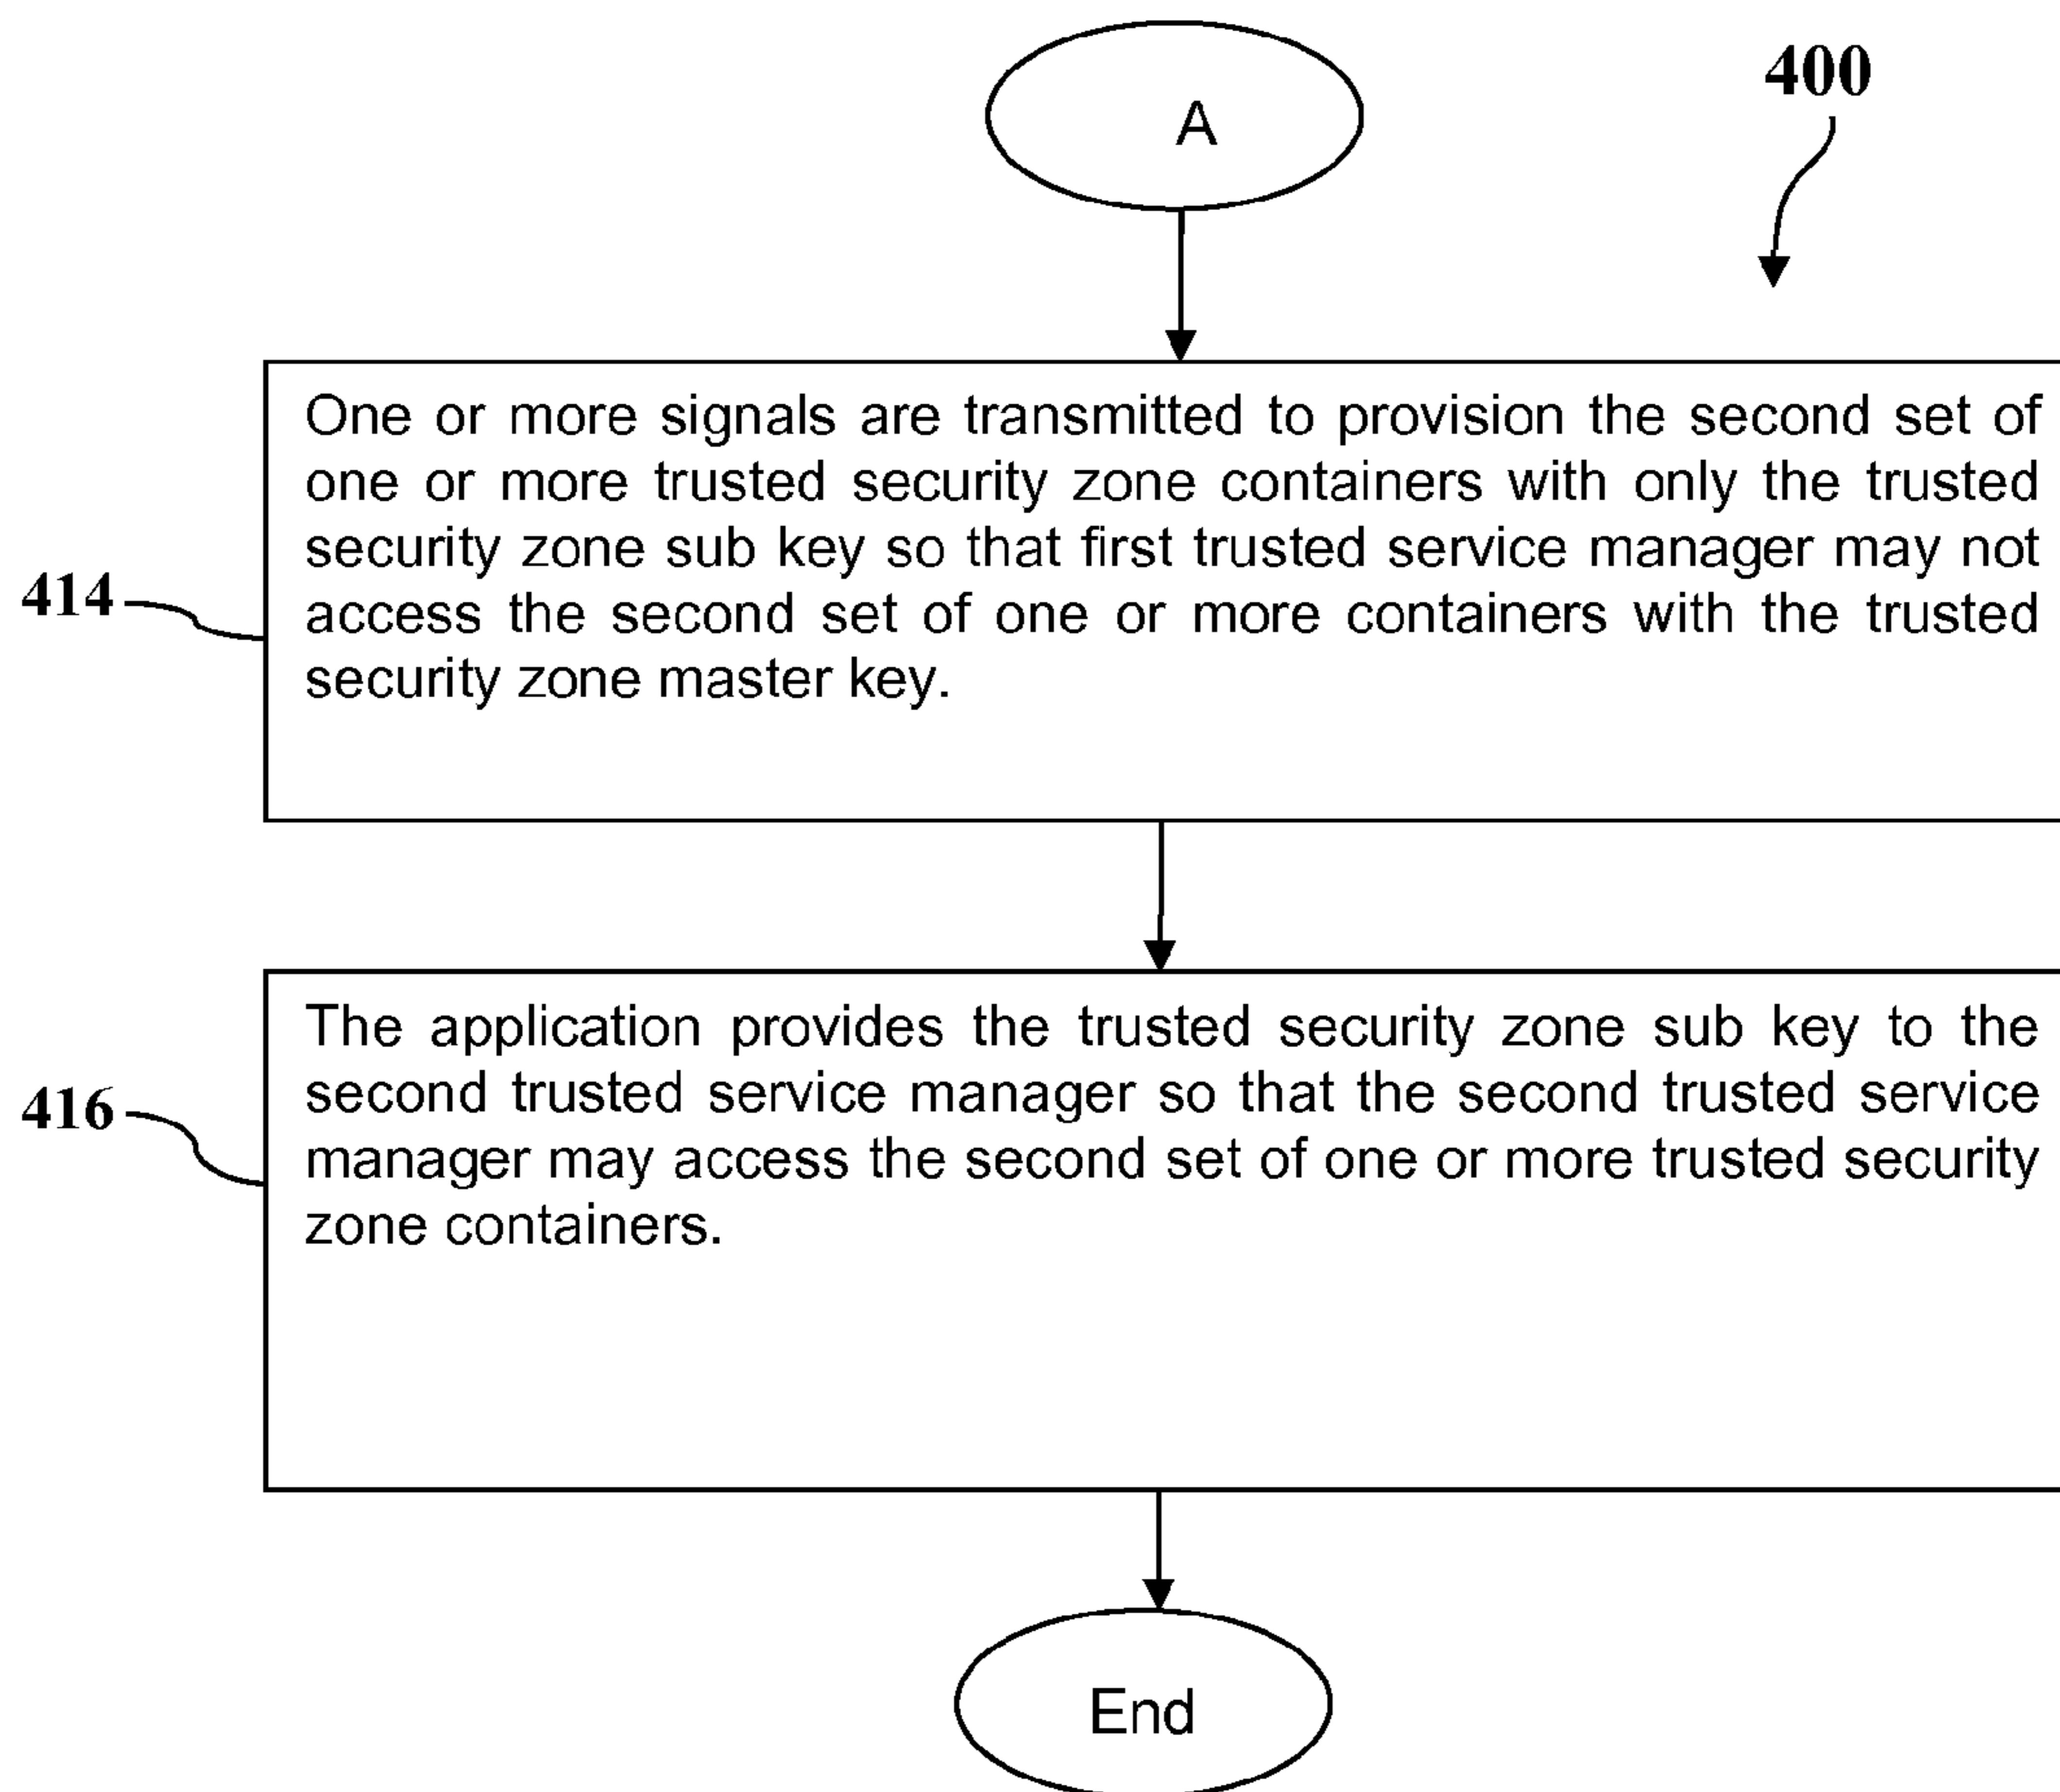 A
400
One or more signals are transmitted to provision the second set of
one or more trusted security zone containers with only the trusted
security zone sub key so that first trusted service manager may not
access the second set of one or more containers with the trusted
security zone master key.
414
The application provides the trusted security zone sub key to the
second trusted service manager so that the second trusted service
manager may access the second set of one or more trusted security
zone containers.
416
End